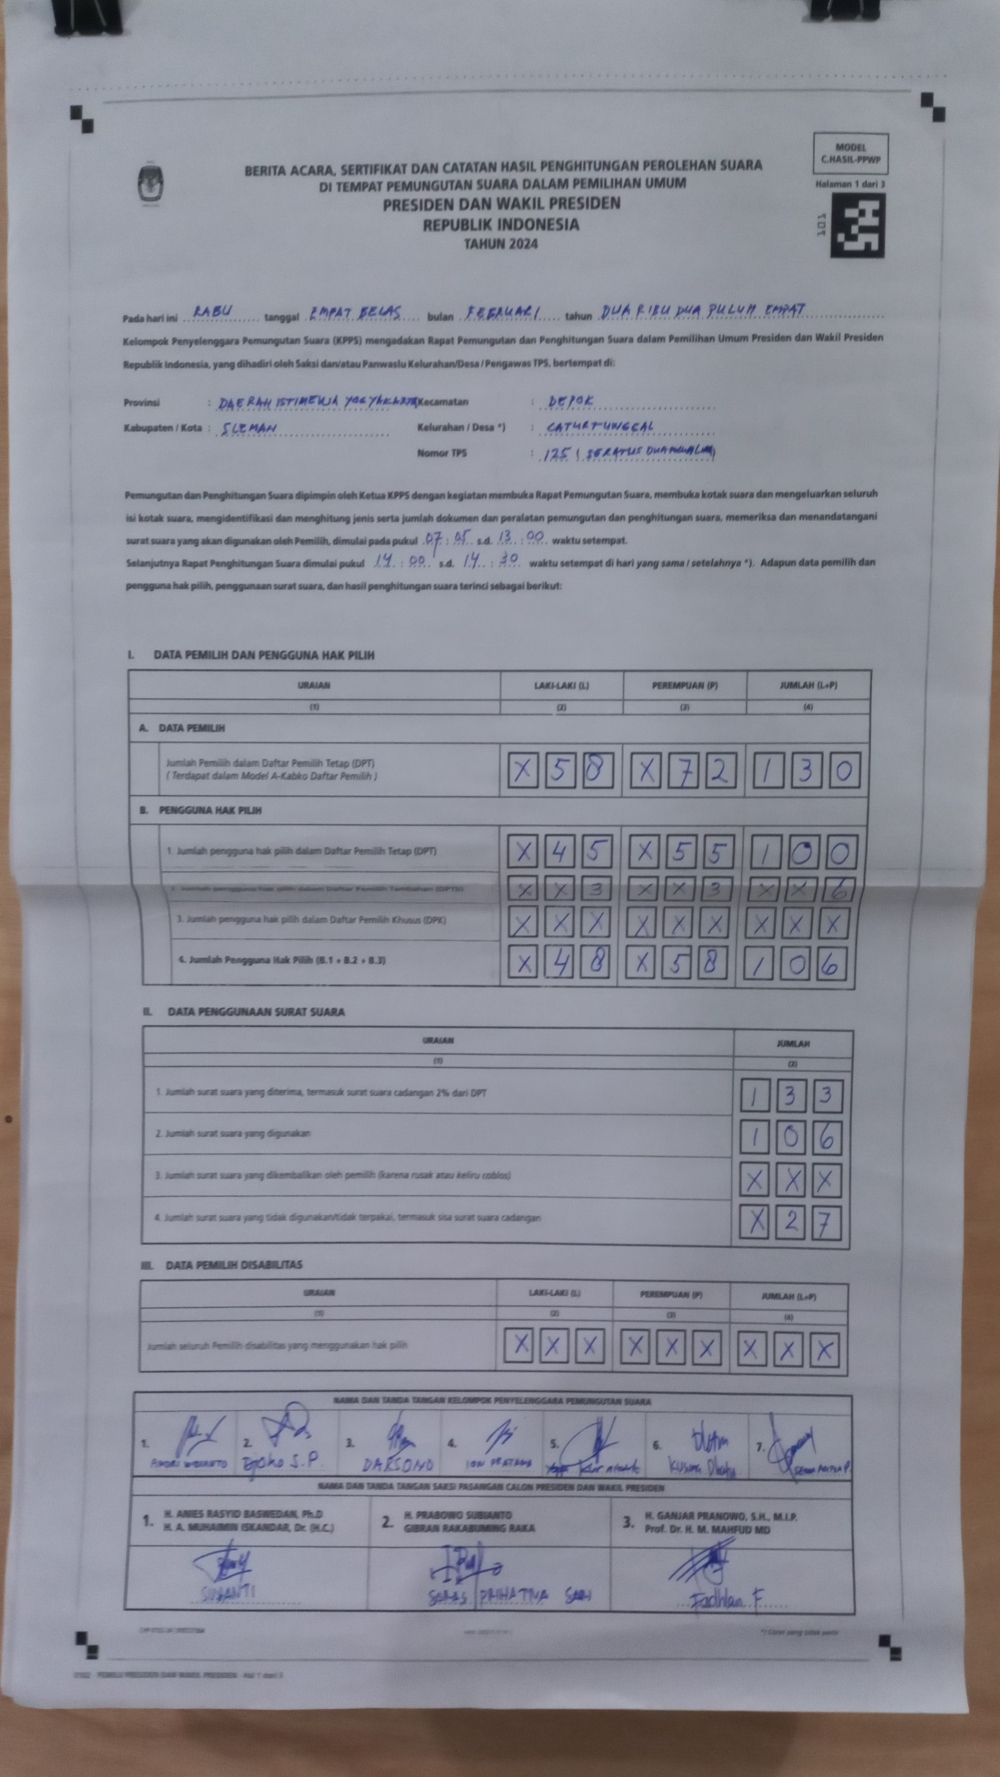 MODEL
C.HASIL-PPWP
Halaman 1 dari 3
101
BERITA ACARA, SERTIFIKAT DAN CATATAN HASIL PENGHITUNGAN PEROLEHAN SUARA
DI TEMPAT PEMUNGUTAN SUARA DALAM PEMILIHAN UMUM
PRESIDEN DAN WAKIL PRESIDEN
REPUBLIK INDONESIA
TAHUN 2024
Pada hari ini RABU tanggal EMPAT BELAS bulan FEBRUARI tahun DUA RIBU DUA PULUH EMPAT
Kelompok Penyelenggara Pemungutan Suara (KPPS) mengadakan Rapat Pemungutan dan Penghitungan Suara dalam Pemilihan Umum Presiden dan Wakil Presiden
Republik Indonesia, yang dihadiri oleh Saksi dan/atau Panwaslu Kelurahan/Desa / Pengawas TPS, bertempat di:
Provinsi : DAERAH ISTIMEWA YOGYAKARTA Kecamatan : DEPOK
Kabupaten / Kota : SLEMAN Kelurahan / Desa *) : CATURTUNGGAL
Nomor TPS : 125 ( SERATUS
Pemungutan dan Penghitungan Suara dipimpin oleh Ketua KPPS dengan kegiatan membuka Rapat Pemungutan Suara, membuka kotak suara dan mengeluarkan seluruh
isi kotak suara, mengidentifikasi dan menghitung jenis serta jumlah dokumen dan peralatan pemungutan dan penghitungan suara, memeriksa dan menandatangani
surat suara yang akan digunakan oleh Pemilih, dimulai pada pukul 07 : 05 s.d. 13 : 00 waktu setempat.
Selanjutnya Rapat Penghitungan Suara dimulai pukul 14 : 00 s.d. 14 : 30 waktu setempat di hari yang sama / setelahnya *). Adapun data pemilih dan
pengguna hak pilih, penggunaan surat suara, dan hasil penghitungan suara terinci sebagai berikut:
I. DATA PEMILIH DAN PENGGUNA HAK PILIH
URAIAN LAKI-LAKI (L) PEREMPUAN (P) JUMLAH (L+P)
(1) (2) (3) (4)
A. DATA PEMILIH
Jumlah Pemilih dalam Daftar Pemilih Tetap (DPT)
( Terdapat dalam Model A-Kabko Daftar Pemilih ) X 5 8 X 7 2 1 3 0
B. PENGGUNA HAK PILIH
1. Jumlah pengguna hak pilih dalam Daftar Pemilih Tetap (DPT) X 4 5 X 5 5 1 0 0
2. Jumlah pengguna hak pilih dalam Daftar Pemilih Tambahan (DPTb) X X 3 X X 3 X X 6
3. Jumlah pengguna hak pilih dalam Daftar Pemilih Khusus (DPK) X X X X X X X X X
4. Jumlah Pengguna Hak Pilih (B.1 + B.2 + B.3) X 4 8 X 5 8 1 0 6
II. DATA PENGGUNAAN SURAT SUARA
URAIAN JUMLAH
(1) (2)
1. Jumlah surat suara yang diterima, termasuk surat suara cadangan 2% dari DPT 1 3 3
2. Jumlah surat suara yang digunakan 1 0 6
3. Jumlah surat suara yang dikembalikan oleh pemilih (karena rusak atau keliru coblos) X X X
4. Jumlah surat suara yang tidak digunakan/tidak terpakai, termasuk sisa surat suara cadangan X 2 7
III. DATA PEMILIH DISABILITAS
URAIAN LAKI-LAKI (L) PEREMPUAN (P) JUMLAH (L+P)
(1) (2) (3) (4)
Jumlah seluruh Pemilih disabilitas yang menggunakan hak pilih X X X X X X X X X
NAMA DAN TANDA TANGAN KELOMPOK PENYELENGGARA PEMUNGUTAN SUARA
1. 2. 3. 4. 5. 6. 7.
Djoko S.P. DARSONO
NAMA DAN TANDA TANGAN SAKSI PASANGAN CALON PRESIDEN DAN WAKIL PRESIDEN
1. H. ANIES RASYID BASWEDAN, Ph.D
H. A. MUHAIMIN ISKANDAR, Dr. (H.C.)
2. H. PRABOWO SUBIANTO
GIBRAN RAKABUMING RAKA
3. H. GANJAR PRANOWO, S.H., M.I.P.
Prof. Dr. H. M. MAHFUD MD
SARAS PRIHATINA SARI Fadhlan F